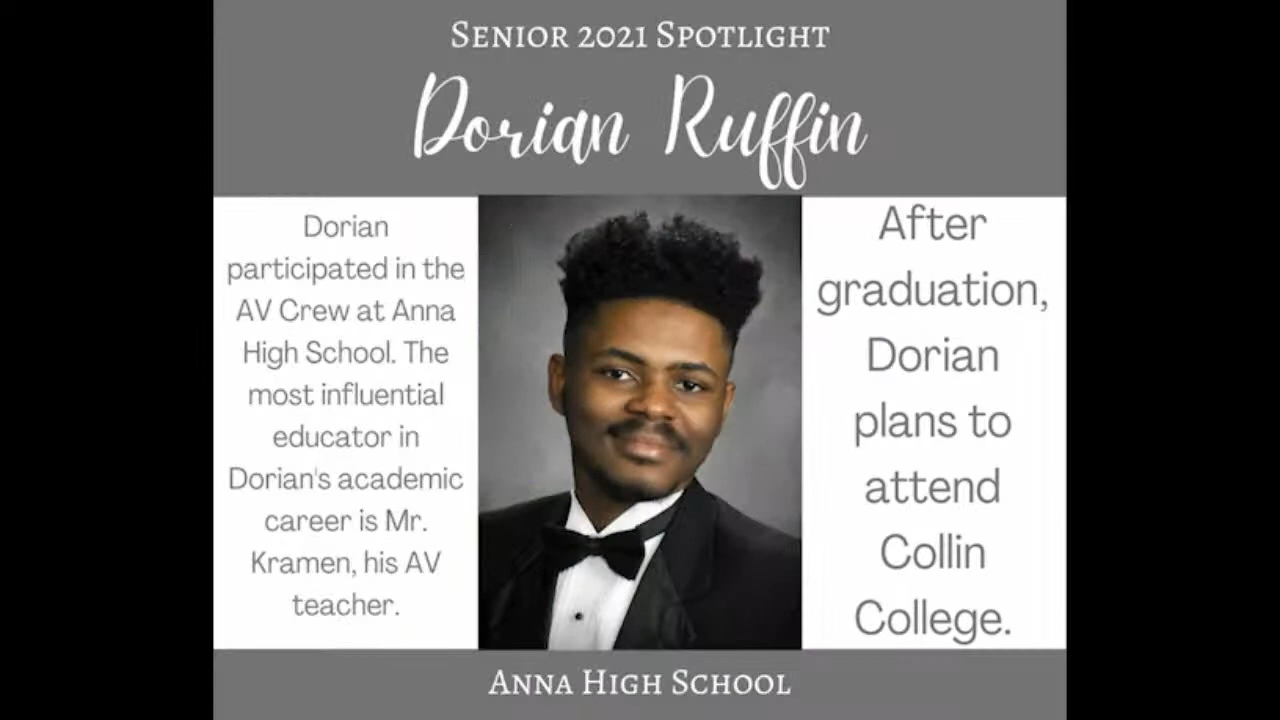 Senior 2021 Spotlight
Dorian Ruffin
Dorian
participated in the
AV Crew at Anna
High School. The
most influential
educator in
Dorian's academic
career is Mr.
Kramen, his AV
teacher.
After
graduation,
Dorian
plans to
attend
Collin
College.
Anna High School